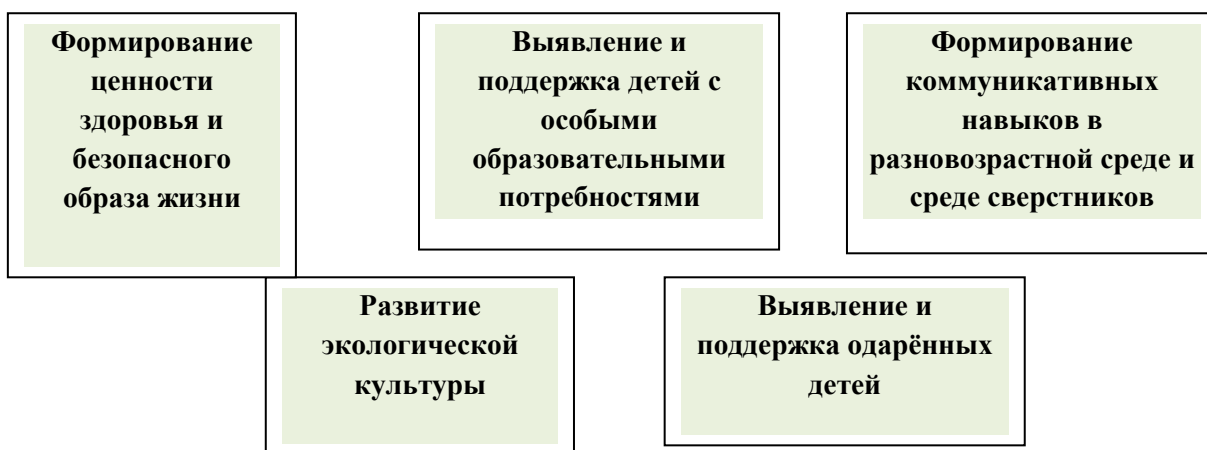 Формирование
ценности
здоровья и
безопасного
образа жизни
Выявление и
поддержка детей с
особыми
образовательными
потребностями
Формирование
коммуникативных
навыков в
разновозрастной среде и
среде сверстников
Развитие
экологической
культуры
Выявление и
поддержка одарённых
детей